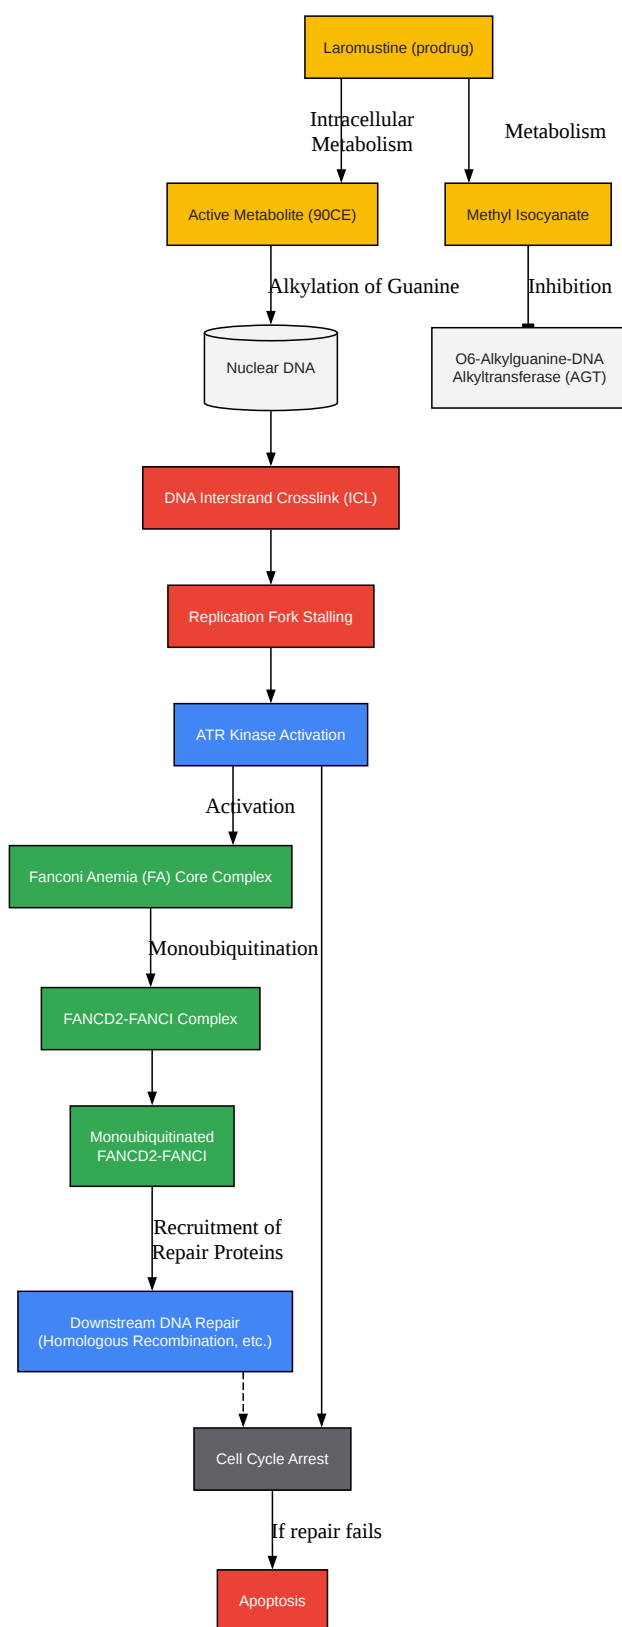 Laromustine (prodrug)
Intracellular
Metabolism
Metabolism
Active Metabolite (90CE)
Methyl Isocyanate
Alkylation of Guanine
Inhibition
Nuclear DNA
O6-Alkylguanine-DNA
Alkyltransferase (AGT)
DNA Interstrand Crosslink (ICL)
Replication Fork Stalling
ATR Kinase Activation
Activation
Fanconi Anemia (FA) Core Complex
Monoubiquitination
FANCD2-FANCI Complex
Monoubiquitinated
FANCD2-FANCI
Recruitment of
Repair Proteins
Downstream DNA Repair
(Homologous Recombination, etc.)
Cell Cycle Arrest
If repair fails
Apoptosis